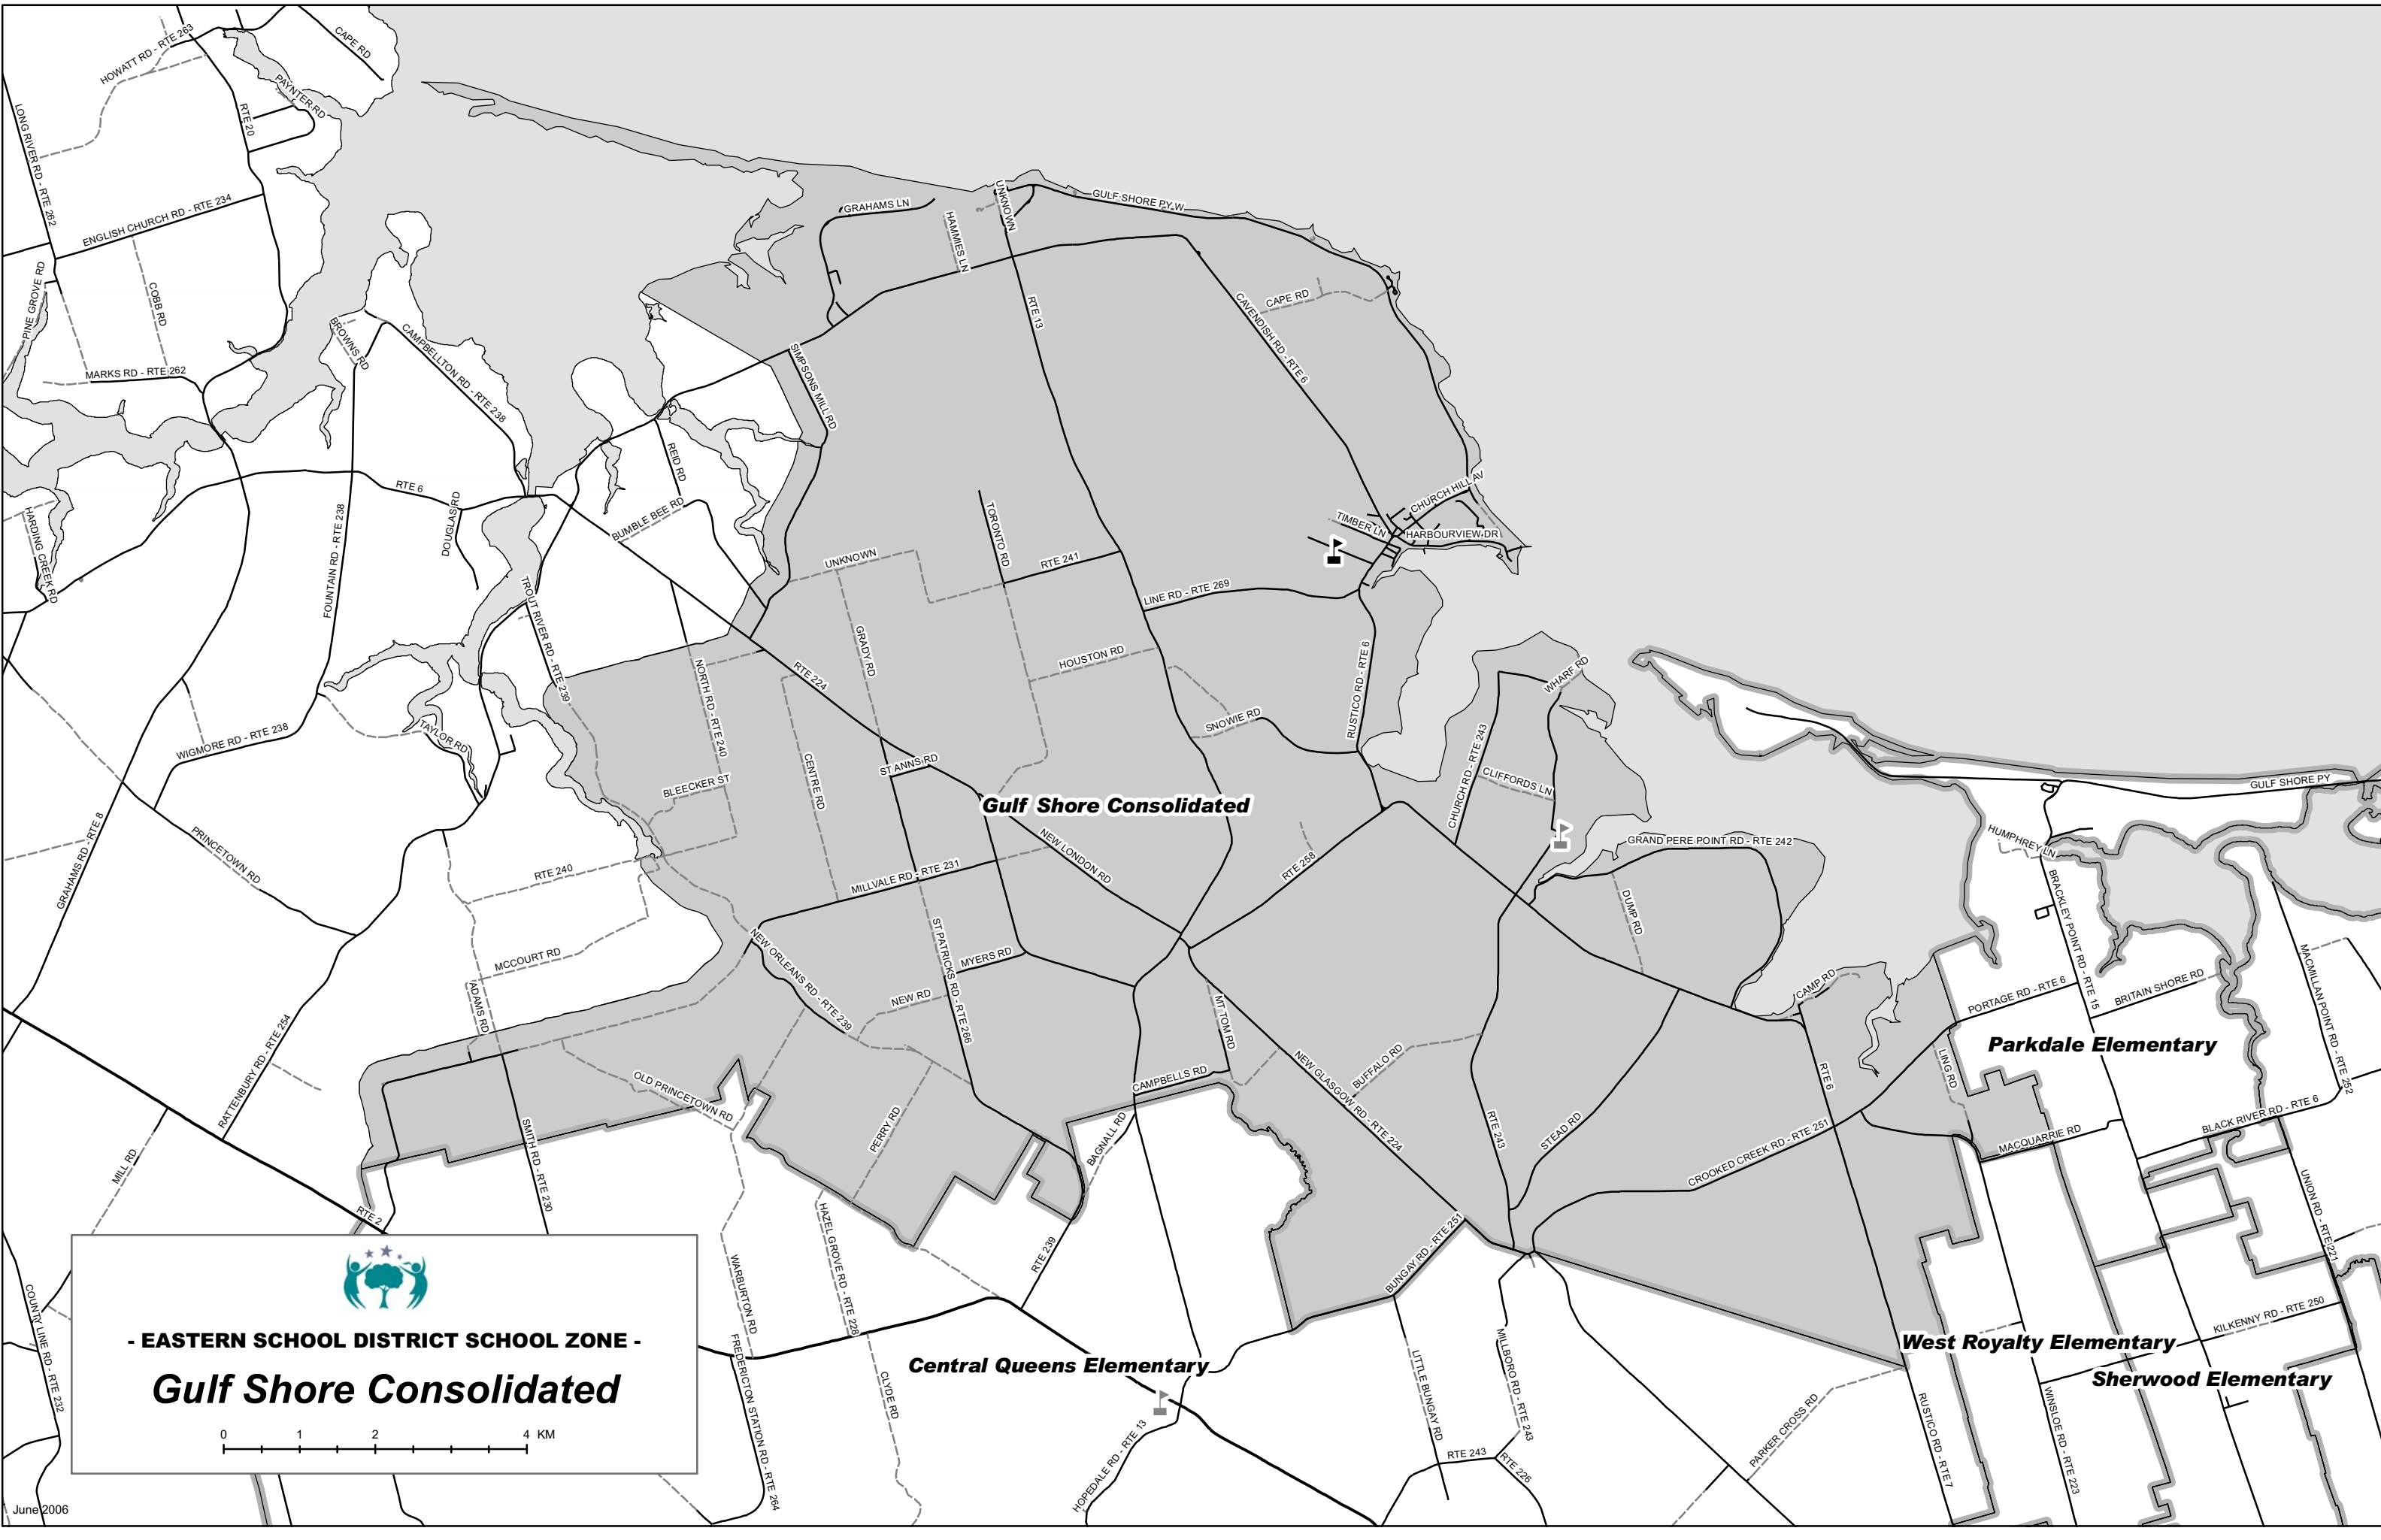 HOWATT RD - RTE 263
CAPE RD
PAYNTER RD
RTE 20
LONG RIVER RD - RTE 262
ENGLISH CHURCH RD - RTE 234
PINE GROVE RD
COBB RD
MARKS RD - RTE 262
BROWNS RD
CAMPBELLTON RD - RTE 238
GRAHAMS LN
HAMMIES LN
UNKNOWN
GULF SHORE PY W
RTE 13
CAVENDISH RD - RTE 6
CAPE RD
SIMPSONS MILL RD
REID RD
RTE 6
DOUGLAS RD
FOUNTAIN RD - RTE 238
HARDING CREEK RD
BUMBLE BEE RD
TROUT RIVER RD - RTE 239
UNKNOWN
TORONTO RD
RTE 241
TIMBER LN
CHURCH HILL AV
HARBOURVIEW DR
LINE RD - RTE 269
GRADY RD
HOUSTON RD
NORTH RD - RTE 240
RTE 224
SNOWIE RD
RUSTICO RD - RTE 6
WHARF RD
CHURCH RD - RTE 243
CLIFFORDS LN
WIGMORE RD - RTE 238
TAYLOR RD
ST ANNS RD
BLEECKER ST
CENTRE RD
Gulf Shore Consolidated
NEW LONDON RD
RTE 258
GRAND PERE POINT RD - RTE 242
DUMP RD
GULF SHORE PY
HUMPHREY LN
BRACKLEY POINT RD - RTE 15
GRAHAMS RD - RTE 8
PRINCETOWN RD
RTE 240
MILLVALE RD - RTE 231
MCCOURT RD
ADAMS RD
NEW ORLEANS RD - RTE 239
ST PATRICKS RD - RTE 266
MYERS RD
NEW RD
MT TOM RD
CAMP RD
PORTAGE RD - RTE 6
BRITAIN SHORE RD
MACMILLAN POINT RD - RTE 252
Parkdale Elementary
RATTENBURY RD - RTE 254
OLD PRINCETOWN RD
CAMPBELLS RD
NEW GLASGOW RD - RTE 224
BUFFALO RD
LING RD
RTE 6
PERRY RD
BAGNALL RD
RTE 243
STEAD RD
CROOKED CREEK RD - RTE 251
MACQUARRIE RD
BLACK RIVER RD - RTE 6
MILL RD
SMITH RD - RTE 230
RTE 2
HAZEL GROVE RD - RTE 228
WARBURTON RD
RTE 239
BUNGAY RD - RTE 251
UNION RD - RTE 221
COUNTY LINE RD - RTE 232
- EASTERN SCHOOL DISTRICT SCHOOL ZONE -
Gulf Shore Consolidated
0 1 2 4 KM
FREDERICTON STATION RD - RTE 264
CLYDE RD
Central Queens Elementary
HOPEDALE RD - RTE 13
LITTLE BUNGAY RD
MILLBORO RD - RTE 243
RTE 243
RTE 226
KILKENNY RD - RTE 250
West Royalty Elementary
Sherwood Elementary
PARKER CROSS RD
RUSTICO RD - RTE 7
WINSLOE RD - RTE 223
June 2006